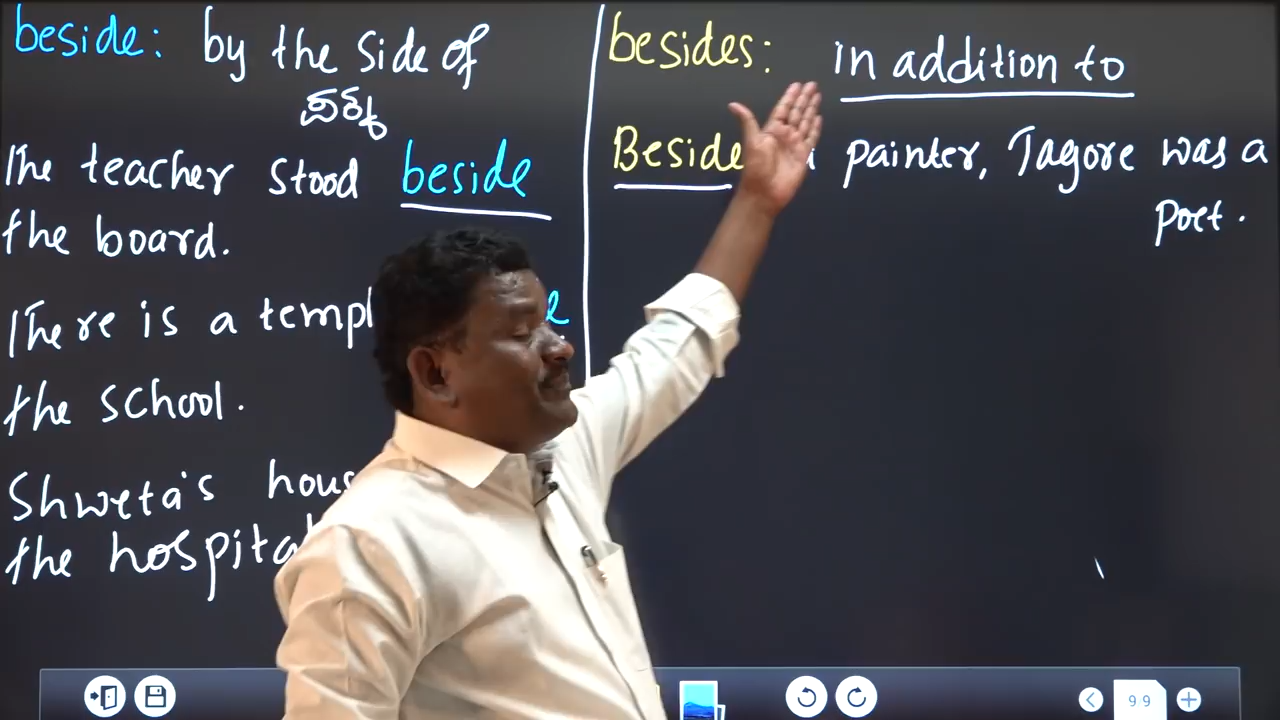 beside: by the side of
ಪಕ್ಕ
The teacher stood beside
the board.
There is a templ e
the school.
Shweta's hous
the hospital
besides: in addition to
Beside painter, Tagore was a
poet.
99